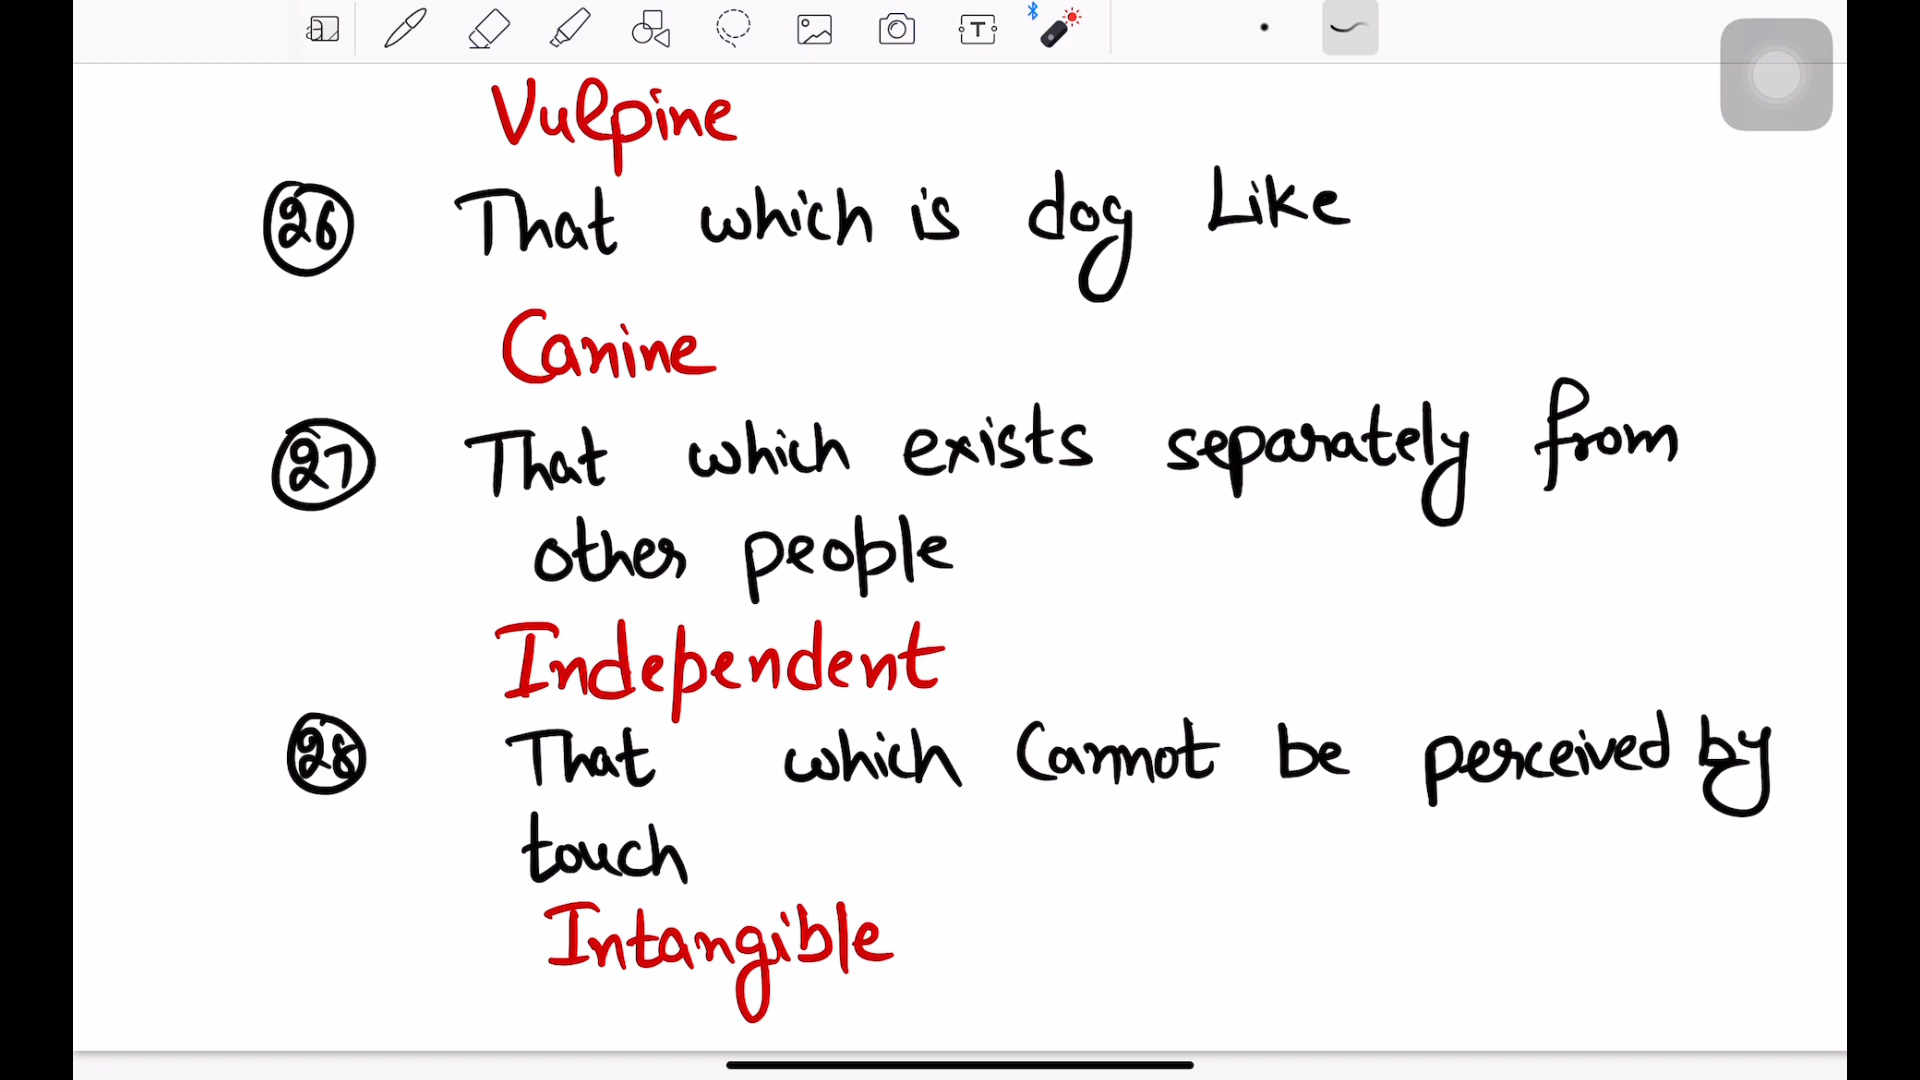 Vulpine
26 That which is dog Like
Canine
27 That which exists separately from
other people
Independent
28 That which Cannot be perceived by
touch
Intangible